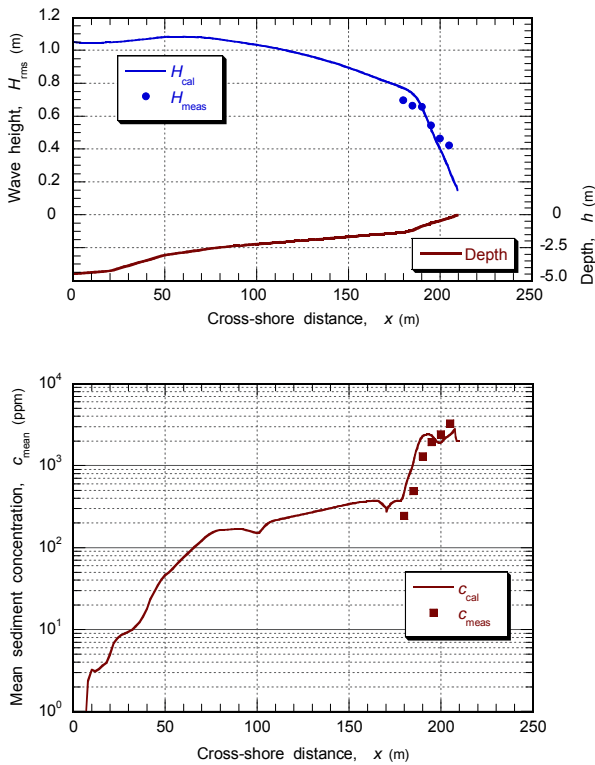 Wave height, H_rms (m)
1.2
1.0
0.8
0.6
0.4
0.2
0
H_cal
H_meas
0
-2.5
-5.0
Depth, h (m)
Depth
0 50 100 150 200 250
Cross-shore distance, x (m)
Mean sediment concentration, c_mean (ppm)
10^4
10^3
10^2
10^1
10^0
c_cal
c_meas
0 50 100 150 200 250
Cross-shore distance, x (m)